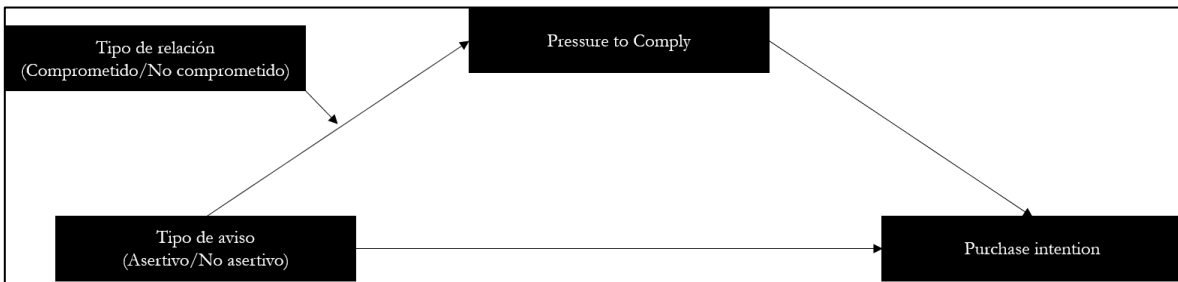 Tipo de relación
(Comprometido/No comprometido)
Pressure to Comply
Tipo de aviso
(Asertivo/No asertivo)
Purchase intention